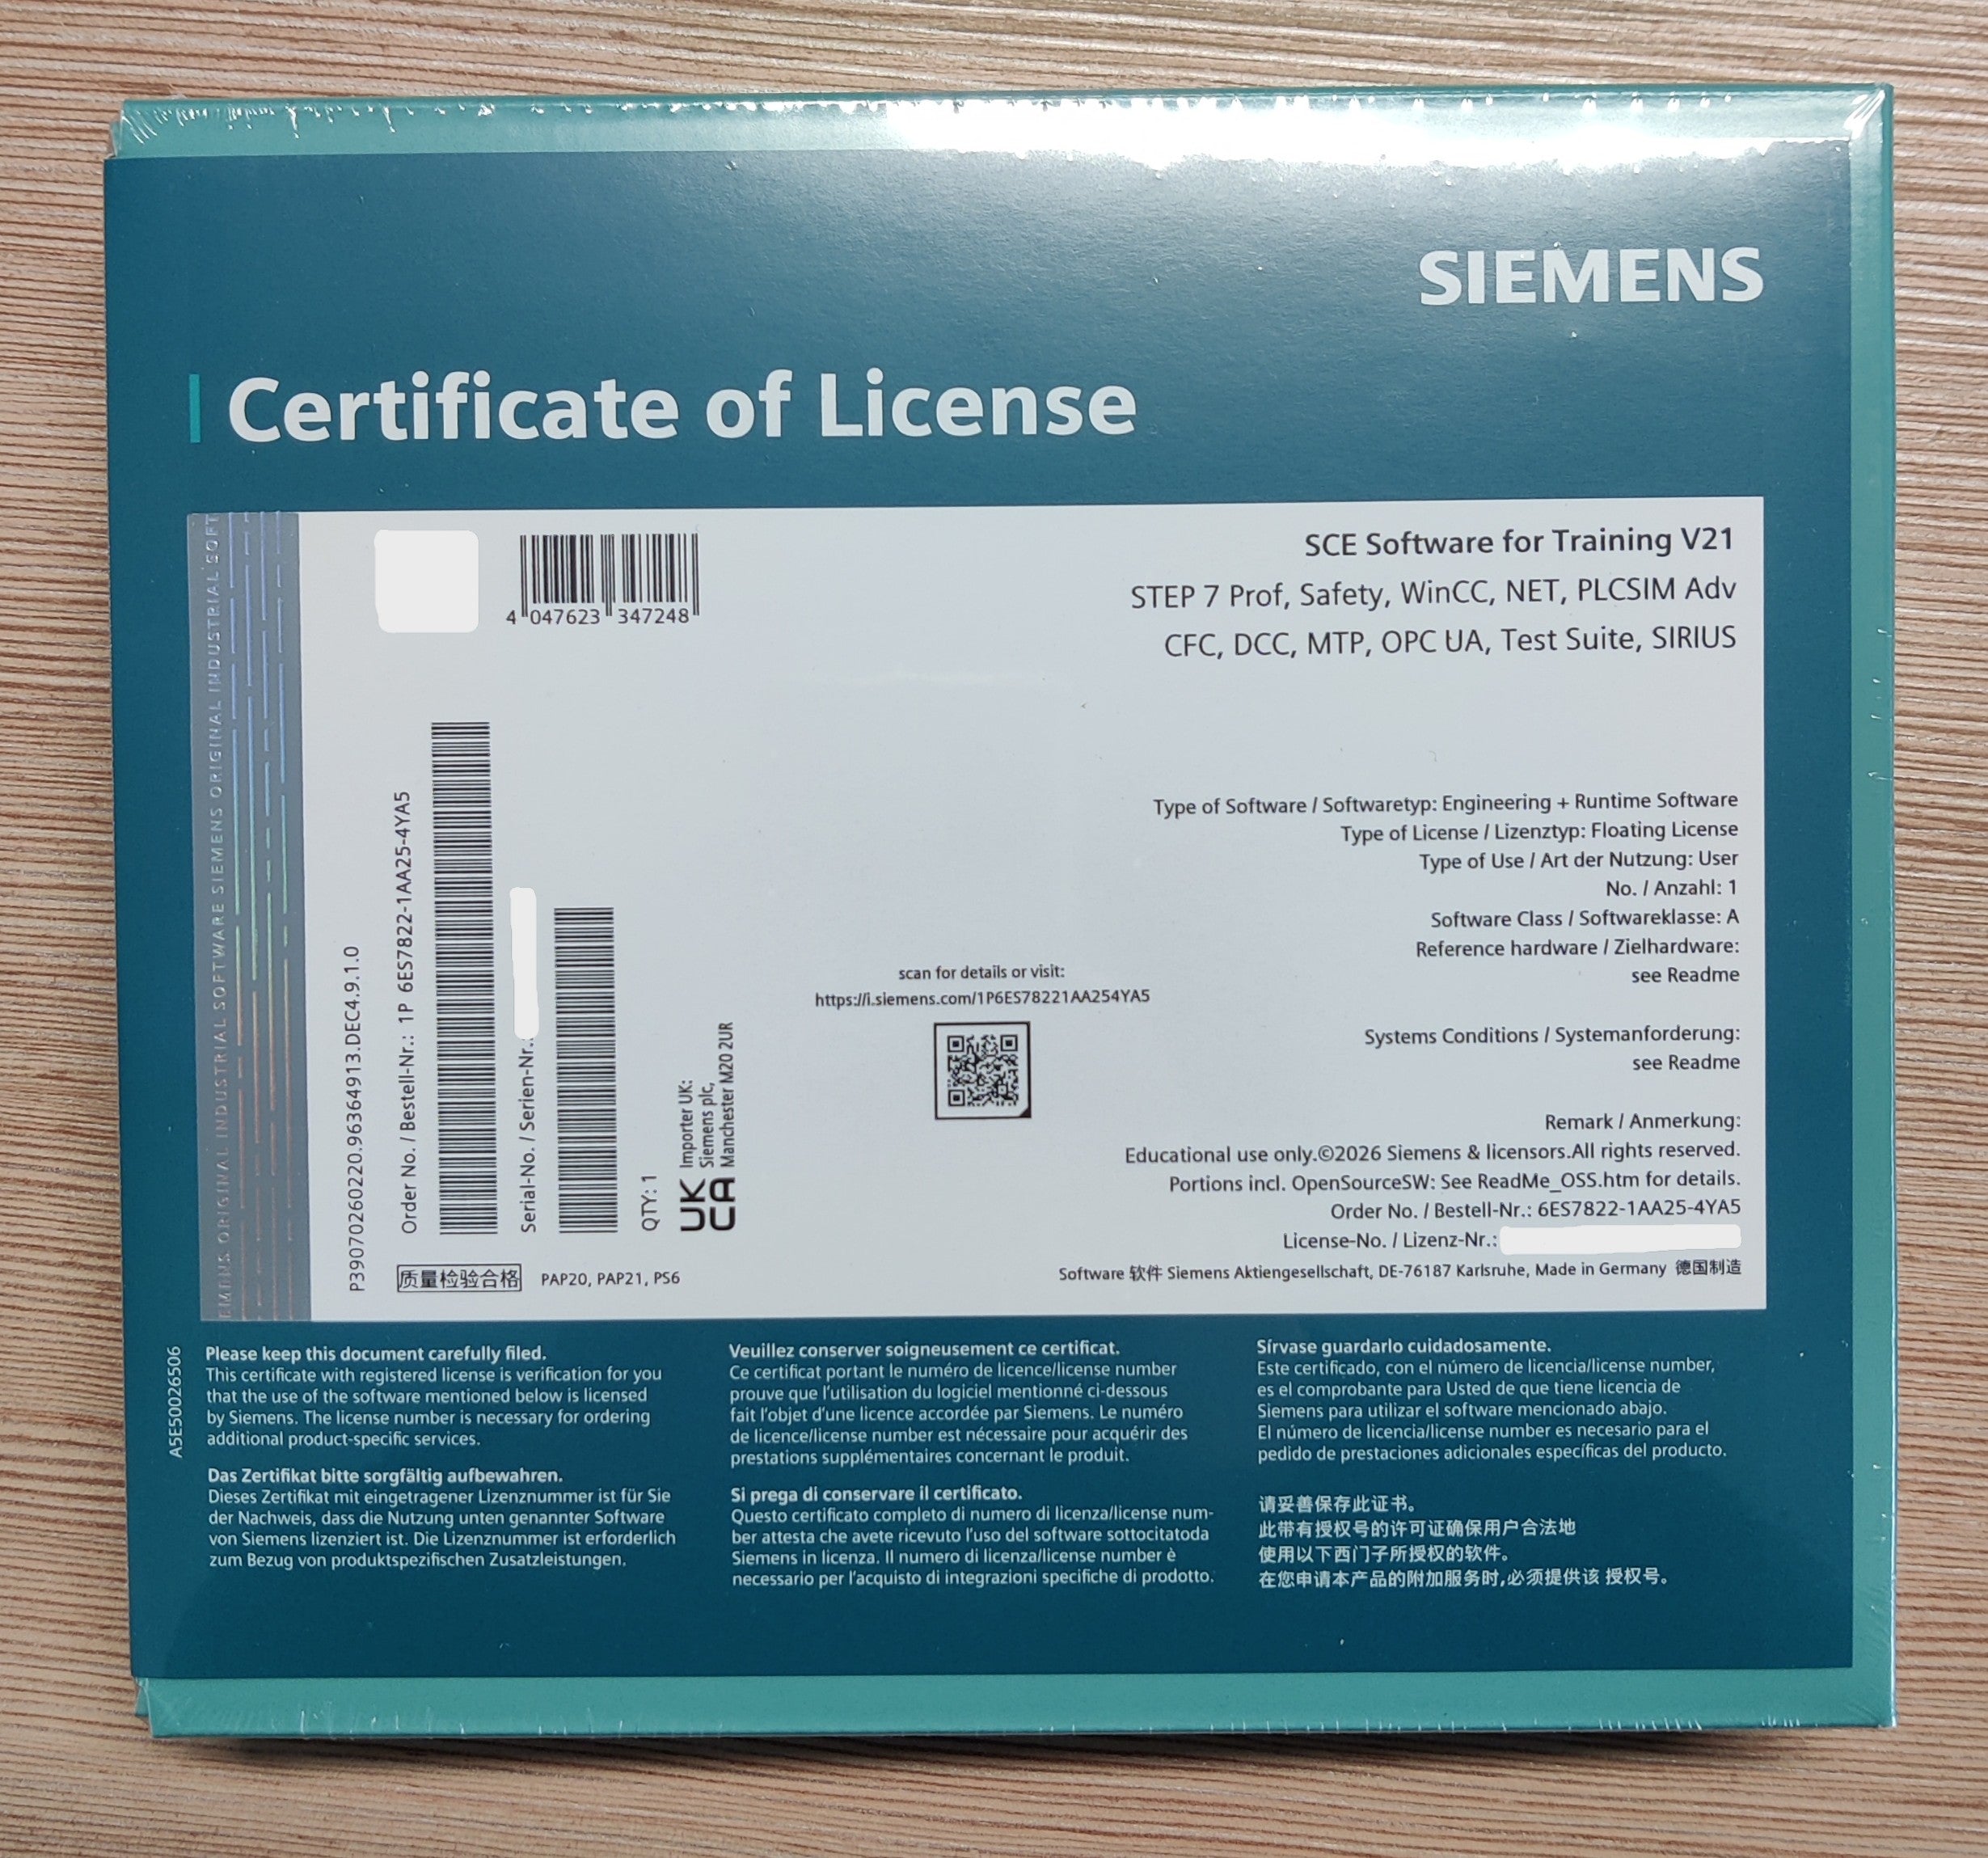 SIEMENS
Certificate of License
SIEMENS ORIGINAL INDUSTRIAL SOFTWARE SIEMENS ORIGINAL INDUSTRIAL SOFT
4 047623 347248
SCE Software for Training V21
STEP 7 Prof, Safety, WinCC, NET, PLCSIM Adv
CFC, DCC, MTP, OPC UA, Test Suite, SIRIUS
P39070260220.96364913.DEC4.9.1.0
Order No. / Bestell-Nr.: 1P 6ES7822-1AA25-4YA5
Serial-No. / Serien-Nr.:
QTY: 1
UK
CA
Importer UK:
Siemens plc,
Manchester M20 2UR
质量检验合格
PAP20, PAP21, PS6
scan for details or visit:
https://i.siemens.com/1P6ES78221AA254YA5
Type of Software / Softwaretyp: Engineering + Runtime Software
Type of License / Lizenztyp: Floating License
Type of Use / Art der Nutzung: User
No. / Anzahl: 1
Software Class / Softwareklasse: A
Reference hardware / Zielhardware:
see Readme
Systems Conditions / Systemanforderung:
see Readme
Remark / Anmerkung:
Educational use only.©2026 Siemens & licensors.All rights reserved.
Portions incl. OpenSourceSW: See ReadMe_OSS.htm for details.
Order No. / Bestell-Nr.: 6ES7822-1AA25-4YA5
License-No. / Lizenz-Nr.:
Software 软件 Siemens Aktiengesellschaft, DE-76187 Karlsruhe, Made in Germany 德国制造
A5E50026506
Please keep this document carefully filed.
This certificate with registered license is verification for you
that the use of the software mentioned below is licensed
by Siemens. The license number is necessary for ordering
additional product-specific services.
Das Zertifikat bitte sorgfältig aufbewahren.
Dieses Zertifikat mit eingetragener Lizenznummer ist für Sie
der Nachweis, dass die Nutzung unten genannter Software
von Siemens lizenziert ist. Die Lizenznummer ist erforderlich
zum Bezug von produktspezifischen Zusatzleistungen.
Veuillez conserver soigneusement ce certificat.
Ce certificat portant le numéro de licence/license number
prouve que l'utilisation du logiciel mentionné ci-dessous
fait l'objet d'une licence accordée par Siemens. Le numéro
de licence/license number est nécessaire pour acquérir des
prestations supplémentaires concernant le produit.
Si prega di conservare il certificato.
Questo certificato completo di numero di licenza/license num-
ber attesta che avete ricevuto l'uso del software sottocitatoda
Siemens in licenza. Il numero di licenza/license number è
necessario per l'acquisto di integrazioni specifiche di prodotto.
Sírvase guardarlo cuidadosamente.
Este certificado, con el número de licencia/license number,
es el comprobante para Usted de que tiene licencia de
Siemens para utilizar el software mencionado abajo.
El número de licencia/license number es necesario para el
pedido de prestaciones adicionales específicas del producto.
请妥善保存此证书。
此带有授权号的许可证确保用户合法地
使用以下西门子所授权的软件。
在您申请本产品的附加服务时,必须提供该 授权号。